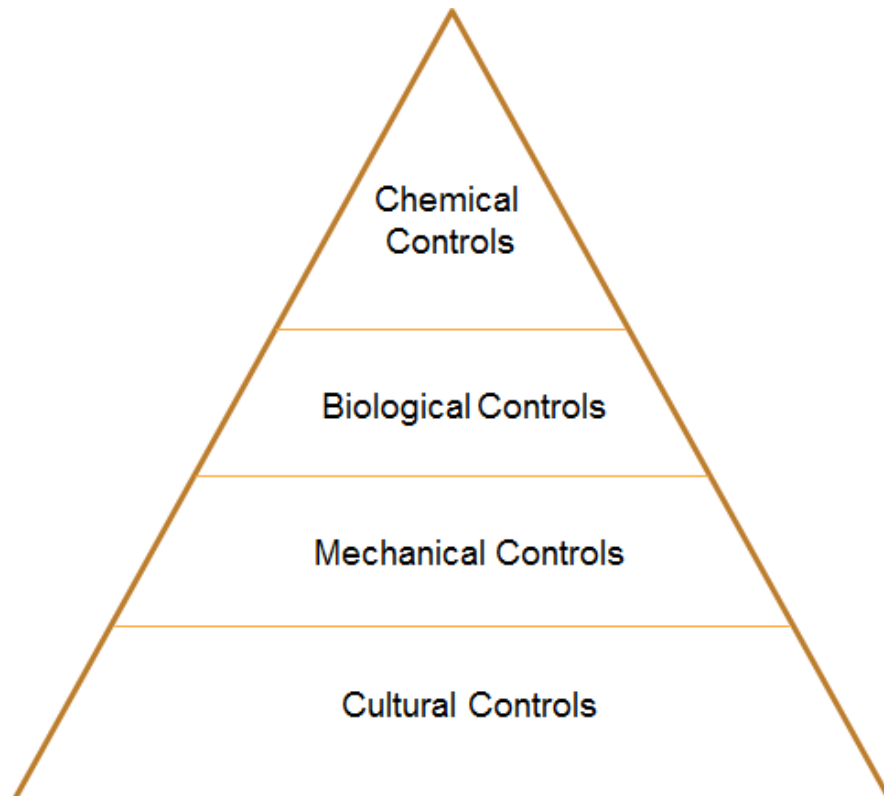 Chemical
Controls
Biological Controls
Mechanical Controls
Cultural Controls